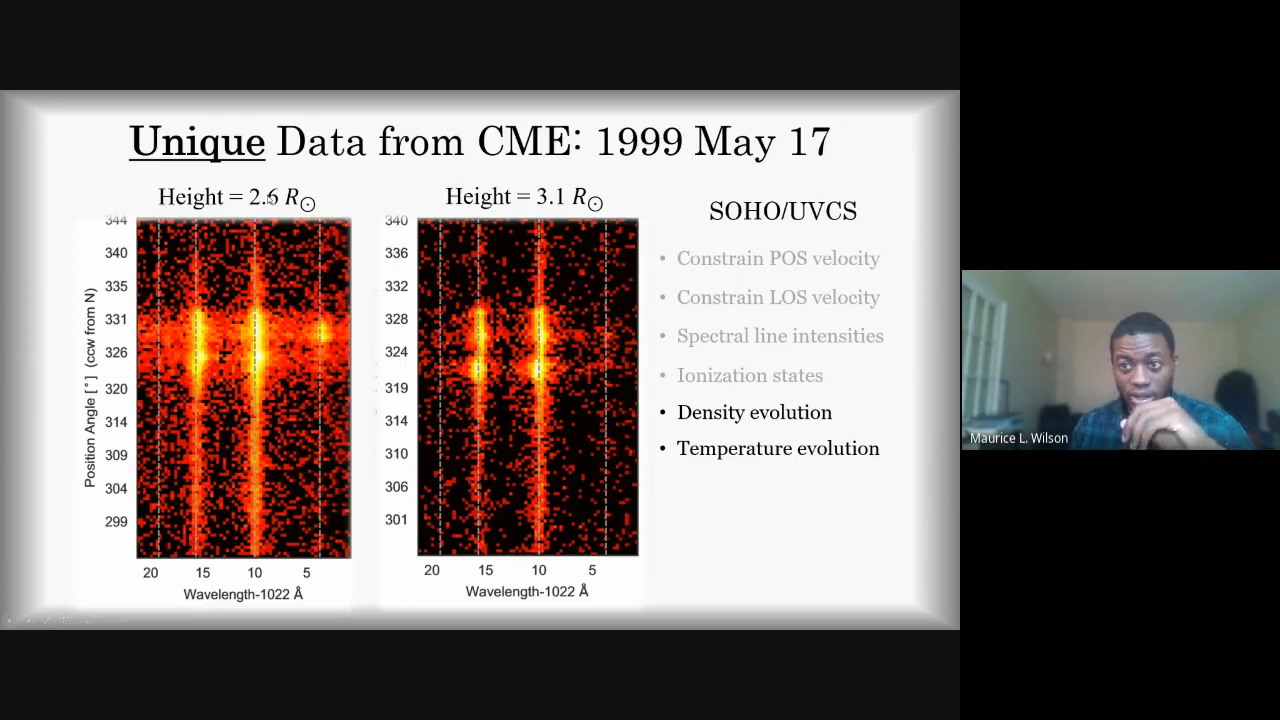 Unique Data from CME: 1999 May 17
Height = 2.6 R☉
Height = 3.1 R☉
SOHO/UVCS
• Constrain POS velocity
• Constrain LOS velocity
• Spectral line intensities
• Ionization states
• Density evolution
• Temperature evolution
Position Angle [°] (ccw from N)
344
340
335
331
326
320
314
309
304
299
20 15 10 5
Wavelength-1022 Å
340
336
332
328
324
319
314
310
306
301
20 15 10 5
Wavelength-1022 Å
Maurice L. Wilson